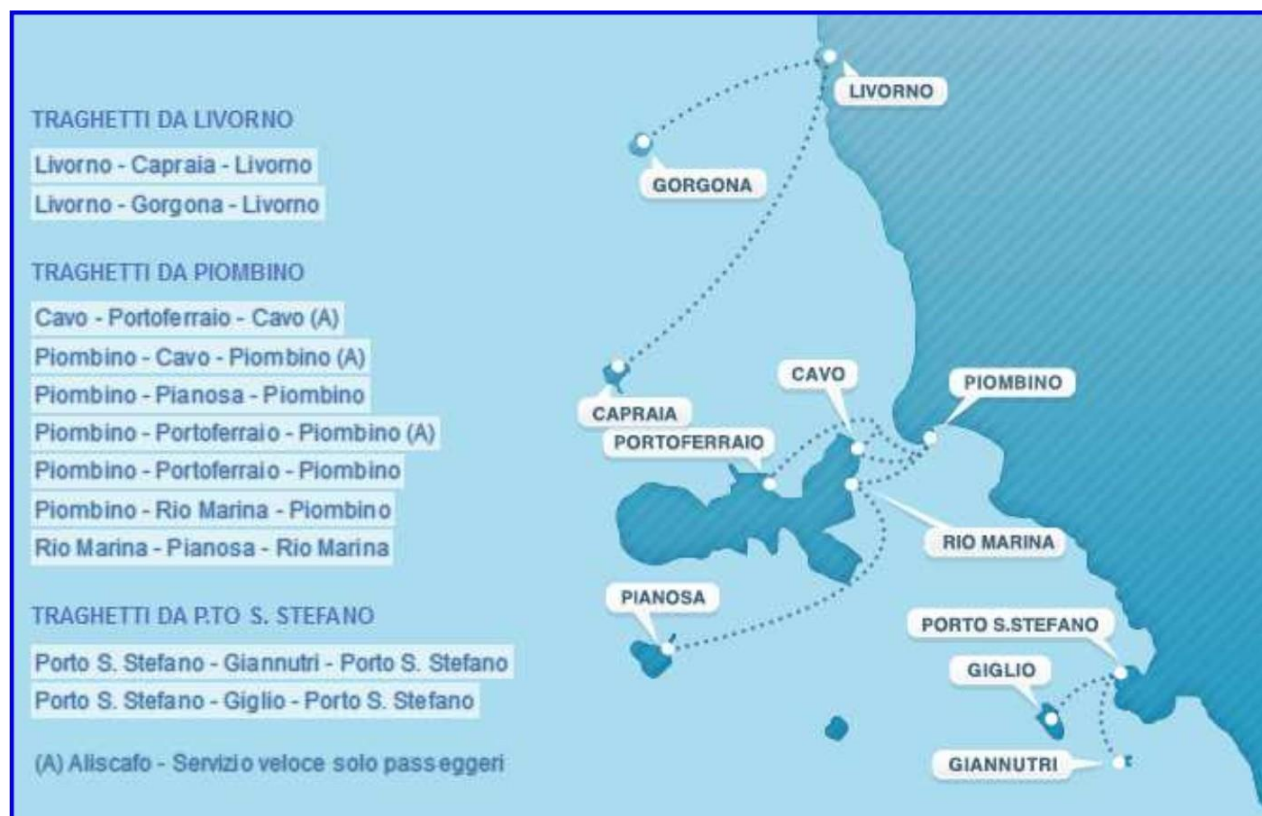 TRAGHETTI DA LIVORNO
Livorno - Capraia - Livorno
Livorno - Gorgona - Livorno
TRAGHETTI DA PIOMBINO
Cavo - Portoferraio - Cavo (A)
Piombino - Cavo - Piombino (A)
Piombino - Pianosa - Piombino
Piombino - Portoferraio - Piombino (A)
Piombino - Portoferraio - Piombino
Piombino - Rio Marina - Piombino
Rio Marina - Pianosa - Rio Marina
TRAGHETTI DA P.TO S. STEFANO
Porto S. Stefano - Giannutri - Porto S. Stefano
Porto S. Stefano - Giglio - Porto S. Stefano
(A) Aliscafo - Servizio veloce solo passeggeri
LIVORNO
GORGONA
CAVO
PIOMBINO
CAPRAIA
PORTOFERRAIO
RIO MARINA
PIANOSA
PORTO S.STEFANO
GIGLIO
GIANNUTRI